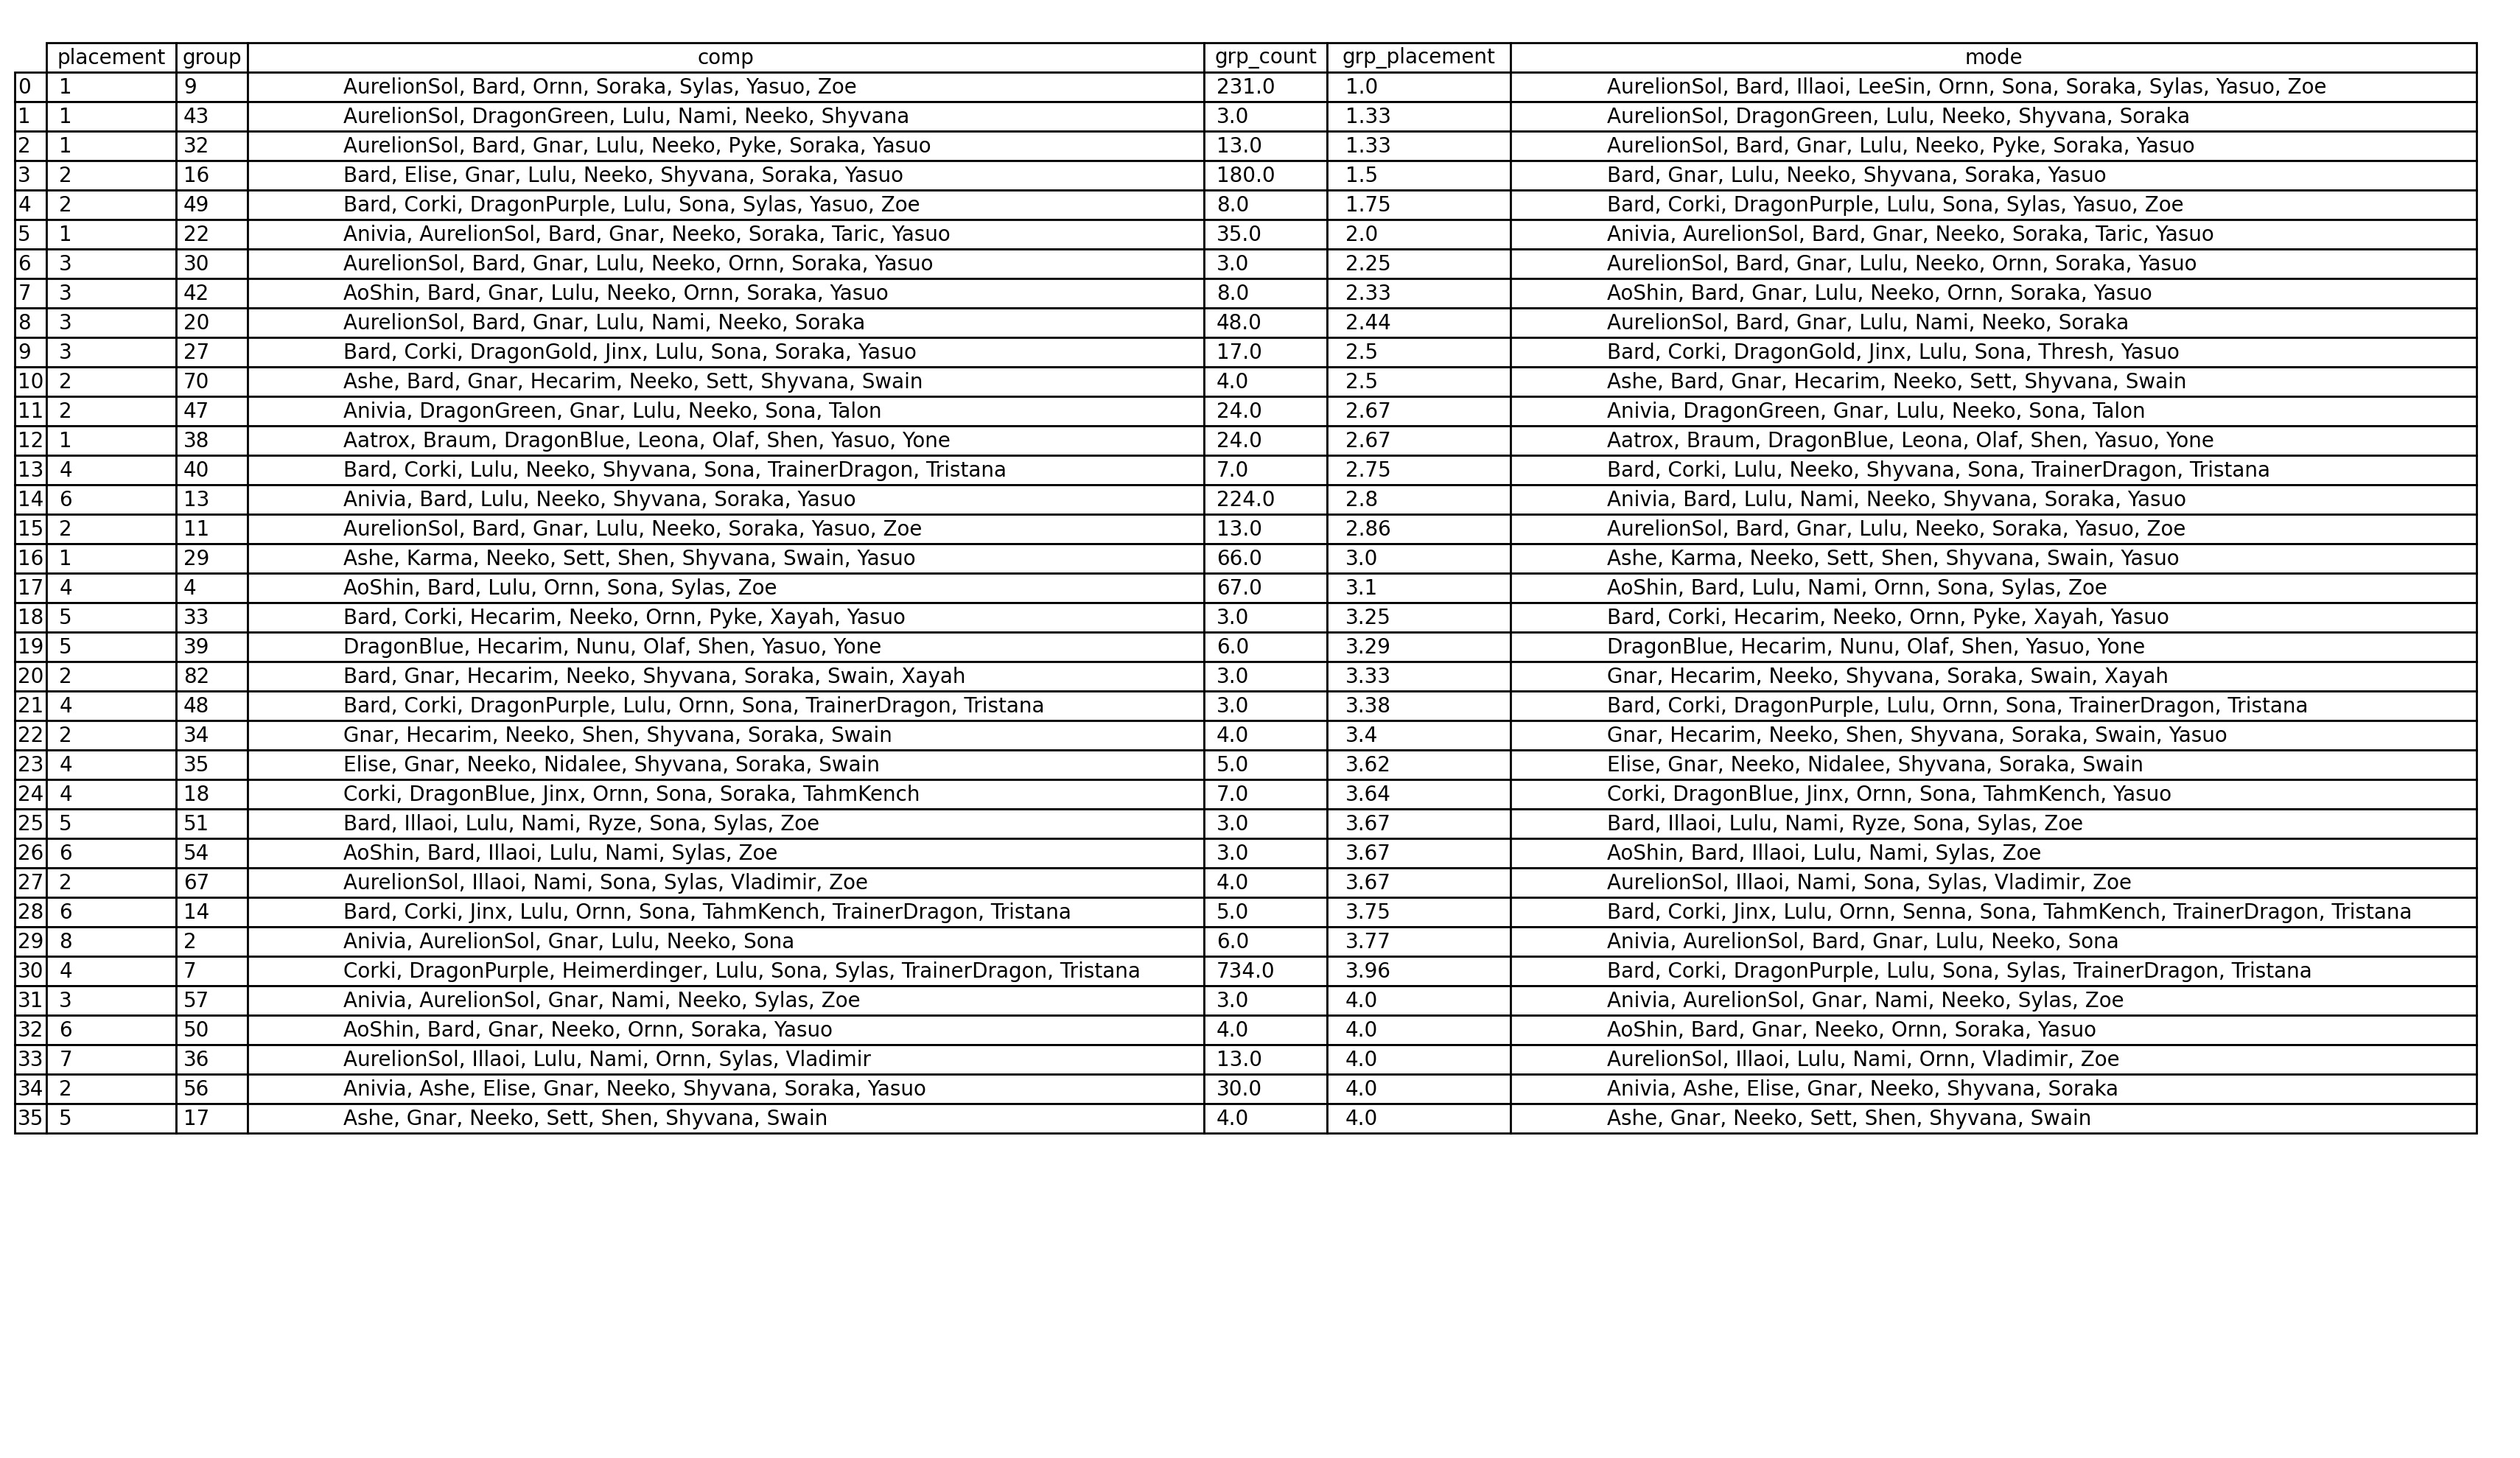 placement group comp grp_count grp_placement mode
0 1 9 AurelionSol, Bard, Ornn, Soraka, Sylas, Yasuo, Zoe 231.0 1.0 AurelionSol, Bard, Illaoi, LeeSin, Ornn, Sona, Soraka, Sylas, Yasuo, Zoe
1 1 43 AurelionSol, DragonGreen, Lulu, Nami, Neeko, Shyvana 3.0 1.33 AurelionSol, DragonGreen, Lulu, Neeko, Shyvana, Soraka
2 1 32 AurelionSol, Bard, Gnar, Lulu, Neeko, Pyke, Soraka, Yasuo 13.0 1.33 AurelionSol, Bard, Gnar, Lulu, Neeko, Pyke, Soraka, Yasuo
3 2 16 Bard, Elise, Gnar, Lulu, Neeko, Shyvana, Soraka, Yasuo 180.0 1.5 Bard, Gnar, Lulu, Neeko, Shyvana, Soraka, Yasuo
4 2 49 Bard, Corki, DragonPurple, Lulu, Sona, Sylas, Yasuo, Zoe 8.0 1.75 Bard, Corki, DragonPurple, Lulu, Sona, Sylas, Yasuo, Zoe
5 1 22 Anivia, AurelionSol, Bard, Gnar, Neeko, Soraka, Taric, Yasuo 35.0 2.0 Anivia, AurelionSol, Bard, Gnar, Neeko, Soraka, Taric, Yasuo
6 3 30 AurelionSol, Bard, Gnar, Lulu, Neeko, Ornn, Soraka, Yasuo 3.0 2.25 AurelionSol, Bard, Gnar, Lulu, Neeko, Ornn, Soraka, Yasuo
7 3 42 AoShin, Bard, Gnar, Lulu, Neeko, Ornn, Soraka, Yasuo 8.0 2.33 AoShin, Bard, Gnar, Lulu, Neeko, Ornn, Soraka, Yasuo
8 3 20 AurelionSol, Bard, Gnar, Lulu, Nami, Neeko, Soraka 48.0 2.44 AurelionSol, Bard, Gnar, Lulu, Nami, Neeko, Soraka
9 3 27 Bard, Corki, DragonGold, Jinx, Lulu, Sona, Soraka, Yasuo 17.0 2.5 Bard, Corki, DragonGold, Jinx, Lulu, Sona, Thresh, Yasuo
10 2 70 Ashe, Bard, Gnar, Hecarim, Neeko, Sett, Shyvana, Swain 4.0 2.5 Ashe, Bard, Gnar, Hecarim, Neeko, Sett, Shyvana, Swain
11 2 47 Anivia, DragonGreen, Gnar, Lulu, Neeko, Sona, Talon 24.0 2.67 Anivia, DragonGreen, Gnar, Lulu, Neeko, Sona, Talon
12 1 38 Aatrox, Braum, DragonBlue, Leona, Olaf, Shen, Yasuo, Yone 24.0 2.67 Aatrox, Braum, DragonBlue, Leona, Olaf, Shen, Yasuo, Yone
13 4 40 Bard, Corki, Lulu, Neeko, Shyvana, Sona, TrainerDragon, Tristana 7.0 2.75 Bard, Corki, Lulu, Neeko, Shyvana, Sona, TrainerDragon, Tristana
14 6 13 Anivia, Bard, Lulu, Neeko, Shyvana, Soraka, Yasuo 224.0 2.8 Anivia, Bard, Lulu, Nami, Neeko, Shyvana, Soraka, Yasuo
15 2 11 AurelionSol, Bard, Gnar, Lulu, Neeko, Soraka, Yasuo, Zoe 13.0 2.86 AurelionSol, Bard, Gnar, Lulu, Neeko, Soraka, Yasuo, Zoe
16 1 29 Ashe, Karma, Neeko, Sett, Shen, Shyvana, Swain, Yasuo 66.0 3.0 Ashe, Karma, Neeko, Sett, Shen, Shyvana, Swain, Yasuo
17 4 4 AoShin, Bard, Lulu, Ornn, Sona, Sylas, Zoe 67.0 3.1 AoShin, Bard, Lulu, Nami, Ornn, Sona, Sylas, Zoe
18 5 33 Bard, Corki, Hecarim, Neeko, Ornn, Pyke, Xayah, Yasuo 3.0 3.25 Bard, Corki, Hecarim, Neeko, Ornn, Pyke, Xayah, Yasuo
19 5 39 DragonBlue, Hecarim, Nunu, Olaf, Shen, Yasuo, Yone 6.0 3.29 DragonBlue, Hecarim, Nunu, Olaf, Shen, Yasuo, Yone
20 2 82 Bard, Gnar, Hecarim, Neeko, Shyvana, Soraka, Swain, Xayah 3.0 3.33 Gnar, Hecarim, Neeko, Shyvana, Soraka, Swain, Xayah
21 4 48 Bard, Corki, DragonPurple, Lulu, Ornn, Sona, TrainerDragon, Tristana 3.0 3.38 Bard, Corki, DragonPurple, Lulu, Ornn, Sona, TrainerDragon, Tristana
22 2 34 Gnar, Hecarim, Neeko, Shen, Shyvana, Soraka, Swain 4.0 3.4 Gnar, Hecarim, Neeko, Shen, Shyvana, Soraka, Swain, Yasuo
23 4 35 Elise, Gnar, Neeko, Nidalee, Shyvana, Soraka, Swain 5.0 3.62 Elise, Gnar, Neeko, Nidalee, Shyvana, Soraka, Swain
24 4 18 Corki, DragonBlue, Jinx, Ornn, Sona, Soraka, TahmKench 7.0 3.64 Corki, DragonBlue, Jinx, Ornn, Sona, TahmKench, Yasuo
25 5 51 Bard, Illaoi, Lulu, Nami, Ryze, Sona, Sylas, Zoe 3.0 3.67 Bard, Illaoi, Lulu, Nami, Ryze, Sona, Sylas, Zoe
26 6 54 AoShin, Bard, Illaoi, Lulu, Nami, Sylas, Zoe 3.0 3.67 AoShin, Bard, Illaoi, Lulu, Nami, Sylas, Zoe
27 2 67 AurelionSol, Illaoi, Nami, Sona, Sylas, Vladimir, Zoe 4.0 3.67 AurelionSol, Illaoi, Nami, Sona, Sylas, Vladimir, Zoe
28 6 14 Bard, Corki, Jinx, Lulu, Ornn, Sona, TahmKench, TrainerDragon, Tristana 5.0 3.75 Bard, Corki, Jinx, Lulu, Ornn, Senna, Sona, TahmKench, TrainerDragon, Tristana
29 8 2 Anivia, AurelionSol, Gnar, Lulu, Neeko, Sona 6.0 3.77 Anivia, AurelionSol, Bard, Gnar, Lulu, Neeko, Sona
30 4 7 Corki, DragonPurple, Heimerdinger, Lulu, Sona, Sylas, TrainerDragon, Tristana 734.0 3.96 Bard, Corki, DragonPurple, Lulu, Sona, Sylas, TrainerDragon, Tristana
31 3 57 Anivia, AurelionSol, Gnar, Nami, Neeko, Sylas, Zoe 3.0 4.0 Anivia, AurelionSol, Gnar, Nami, Neeko, Sylas, Zoe
32 6 50 AoShin, Bard, Gnar, Neeko, Ornn, Soraka, Yasuo 4.0 4.0 AoShin, Bard, Gnar, Neeko, Ornn, Soraka, Yasuo
33 7 36 AurelionSol, Illaoi, Lulu, Nami, Ornn, Sylas, Vladimir 13.0 4.0 AurelionSol, Illaoi, Lulu, Nami, Ornn, Vladimir, Zoe
34 2 56 Anivia, Ashe, Elise, Gnar, Neeko, Shyvana, Soraka, Yasuo 30.0 4.0 Anivia, Ashe, Elise, Gnar, Neeko, Shyvana, Soraka
35 5 17 Ashe, Gnar, Neeko, Sett, Shen, Shyvana, Swain 4.0 4.0 Ashe, Gnar, Neeko, Sett, Shen, Shyvana, Swain